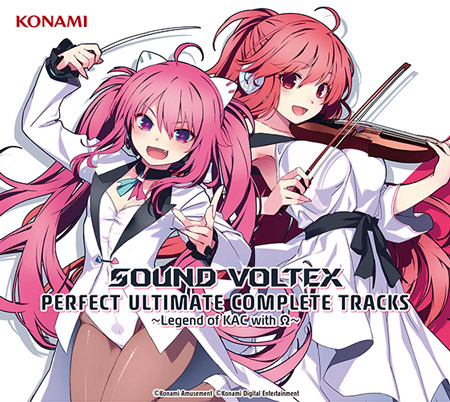 KONAMI
SOUND VOLTEX
PERFECT ULTIMATE COMPLETE TRACKS
~Legend of KAC with Ω~
©Konami Amusement ©Konami Digital Entertainment